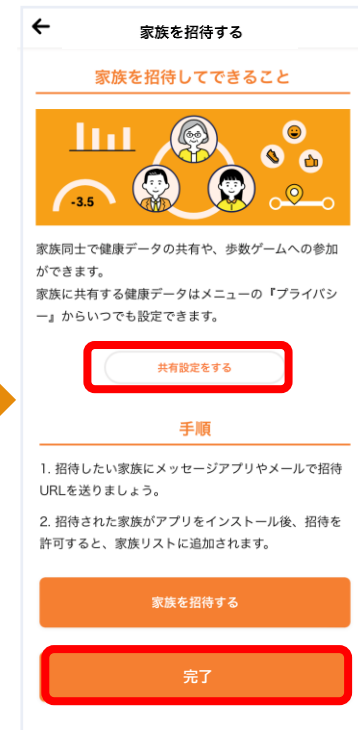 家族を招待する
家族を招待してできること
-3.5
家族同士で健康データの共有や、歩数ゲームへの参加
ができます。
家族に共有する健康データはメニューの『プライバシ
ー』からいつでも設定できます。
共有設定をする
手順
1. 招待したい家族にメッセージアプリやメールで招待
URLを送りましょう。
2. 招待された家族がアプリをインストール後、招待を
許可すると、家族リストに追加されます。
家族を招待する
完了